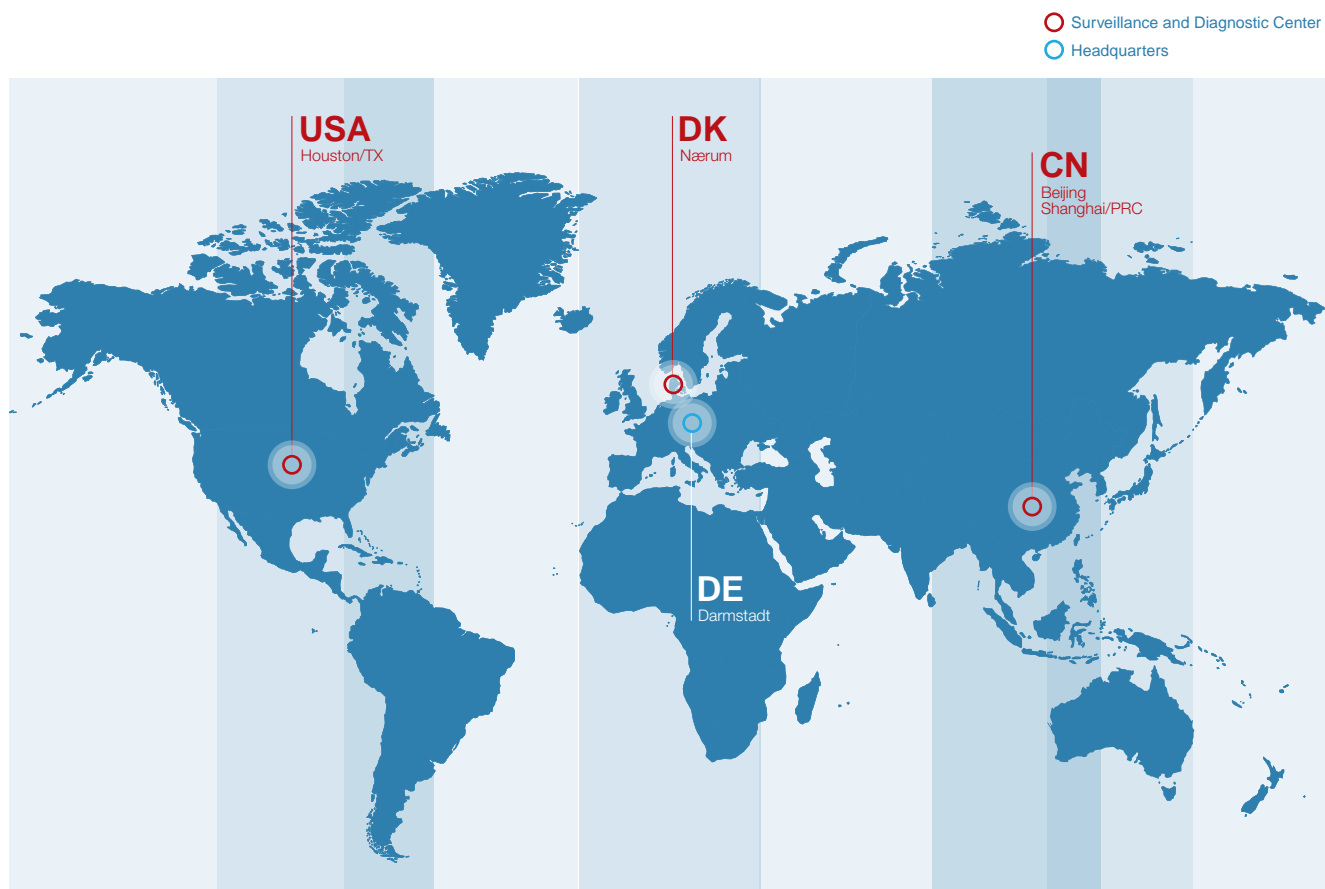 Surveillance and Diagnostic Center
Headquarters
USA
Houston/TX
DK
Nærum
CN
Beijing
Shanghai/PRC
DE
Darmstadt